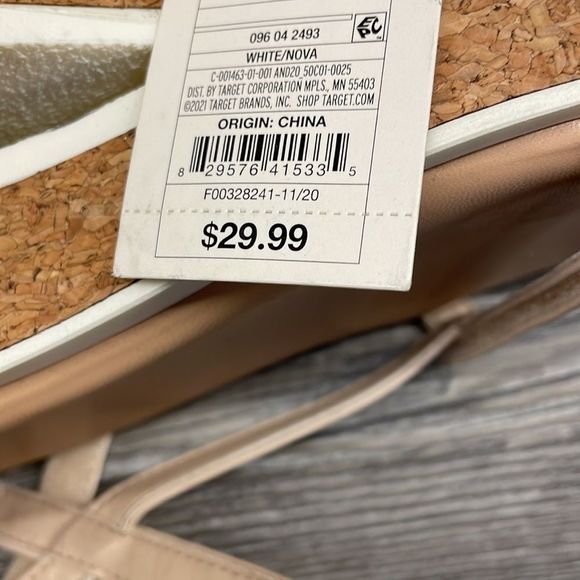 096 04 2493
EPC
WHITE/NOVA
C-001463-01-001 AND20_50C01-0025
DIST. BY TARGET CORPORATION MPLS, MN 55403
©2021 TARGET BRANDS, INC. SHOP TARGET.COM
ORIGIN: CHINA
8 29576 41533 5
F00328241-11/20
$29.99